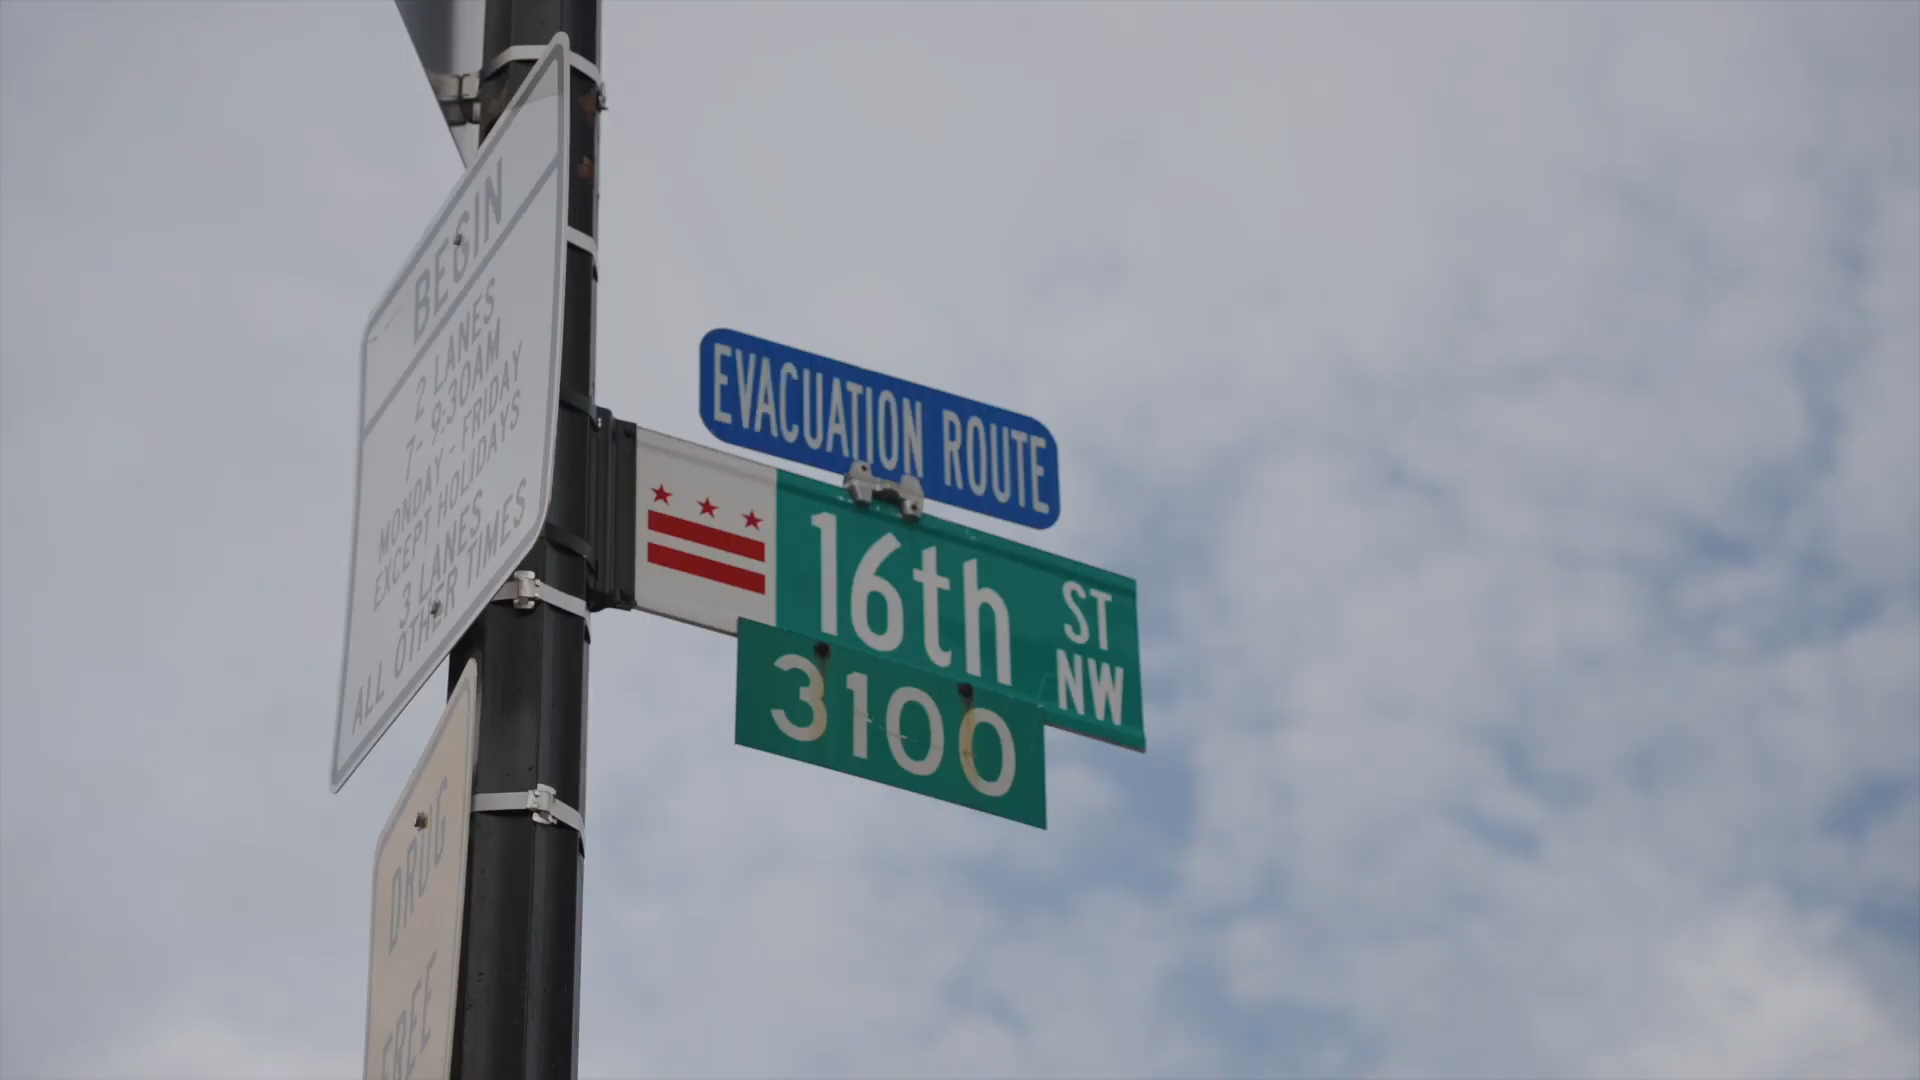 BEGIN
2 LANES
7-9:30AM
MONDAY-FRIDAY
EXCEPT HOLIDAYS
3 LANES
ALL OTHER TIMES
EVACUATION ROUTE
16th ST NW
3100
DRUG
FREE